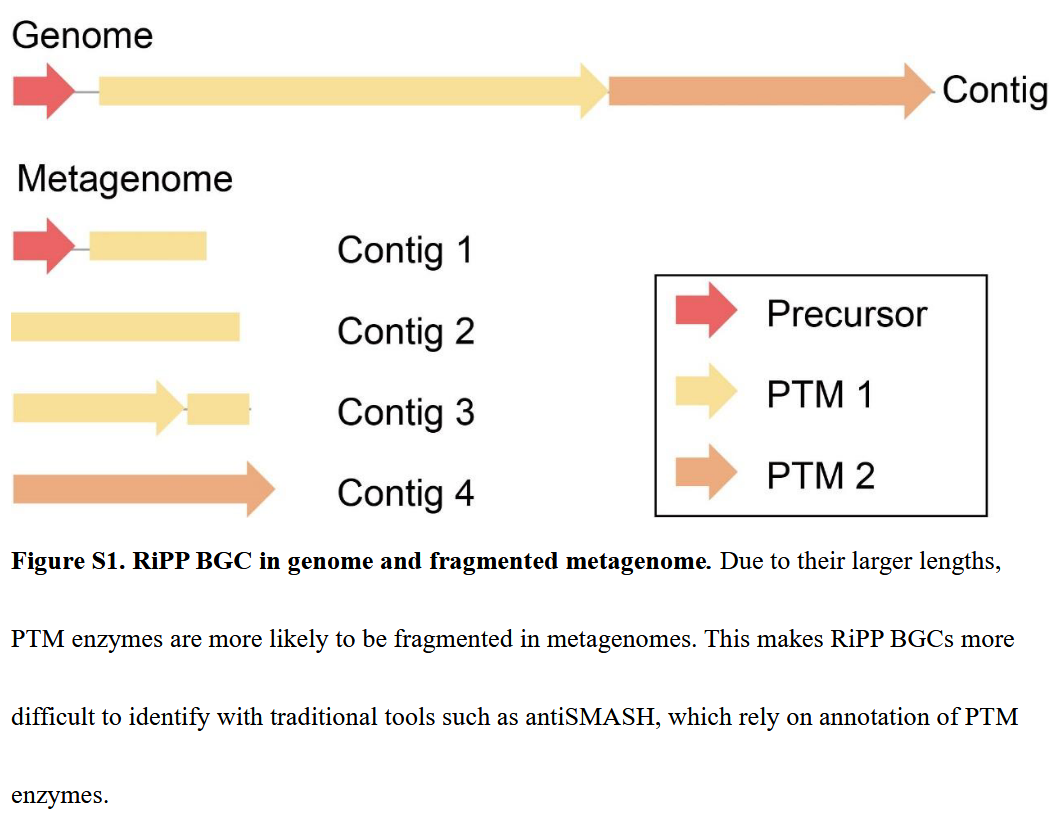 Genome
Contig
Metagenome
Contig 1
Contig 2
Contig 3
Contig 4
Precursor
PTM 1
PTM 2
Figure S1. RiPP BGC in genome and fragmented metagenome. Due to their larger lengths,
PTM enzymes are more likely to be fragmented in metagenomes. This makes RiPP BGCs more
difficult to identify with traditional tools such as antiSMASH, which rely on annotation of PTM
enzymes.